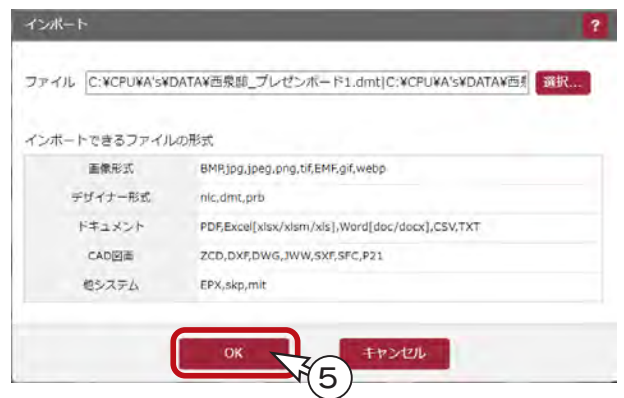 インポート ?
ファイル C:¥CPU¥A's¥DATA¥西泉邸_プレゼンボード1.dmt|C:¥CPU¥A's¥DATA¥西 選択...
インポートできるファイルの形式
画像形式 BMP,jpg,jpeg,png,tif,EMF,gif,webp
デザイナー形式 nic,dmt,prb
ドキュメント PDF,Excel[xlsx/xlsm/xls],Word[doc/docx],CSV,TXT
CAD図面 ZCD,DXF,DWG,JWW,SXF,SFC,P21
他システム EPX,skp,mit
OK キャンセル
⑤